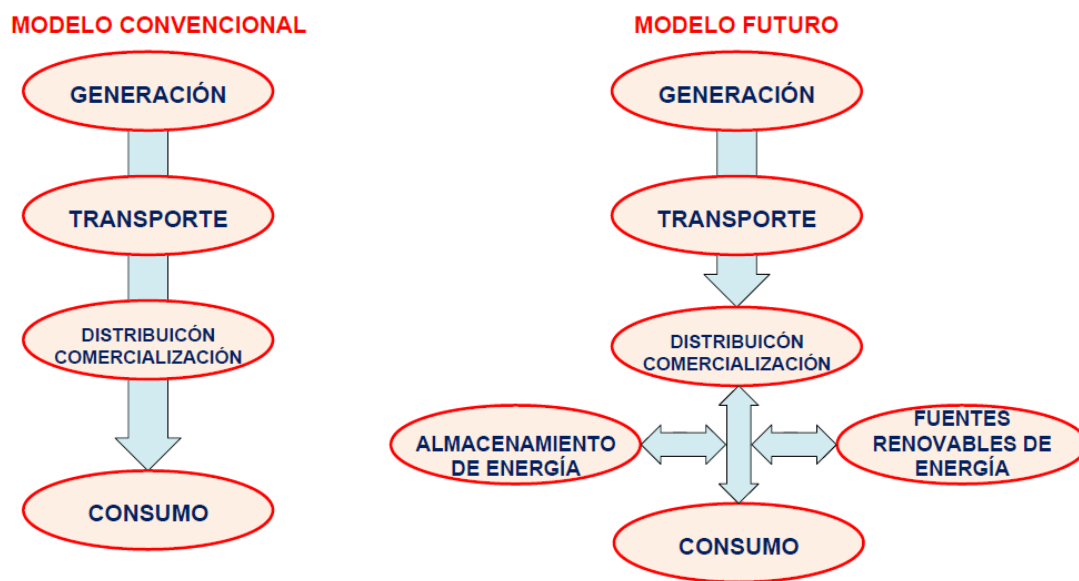 MODELO CONVENCIONAL
GENERACIÓN
TRANSPORTE
DISTRIBUICÓN
COMERCIALIZACIÓN
CONSUMO
MODELO FUTURO
GENERACIÓN
TRANSPORTE
DISTRIBUICÓN
COMERCIALIZACIÓN
ALMACENAMIENTO
DE ENERGÍA
FUENTES
RENOVABLES DE
ENERGÍA
CONSUMO